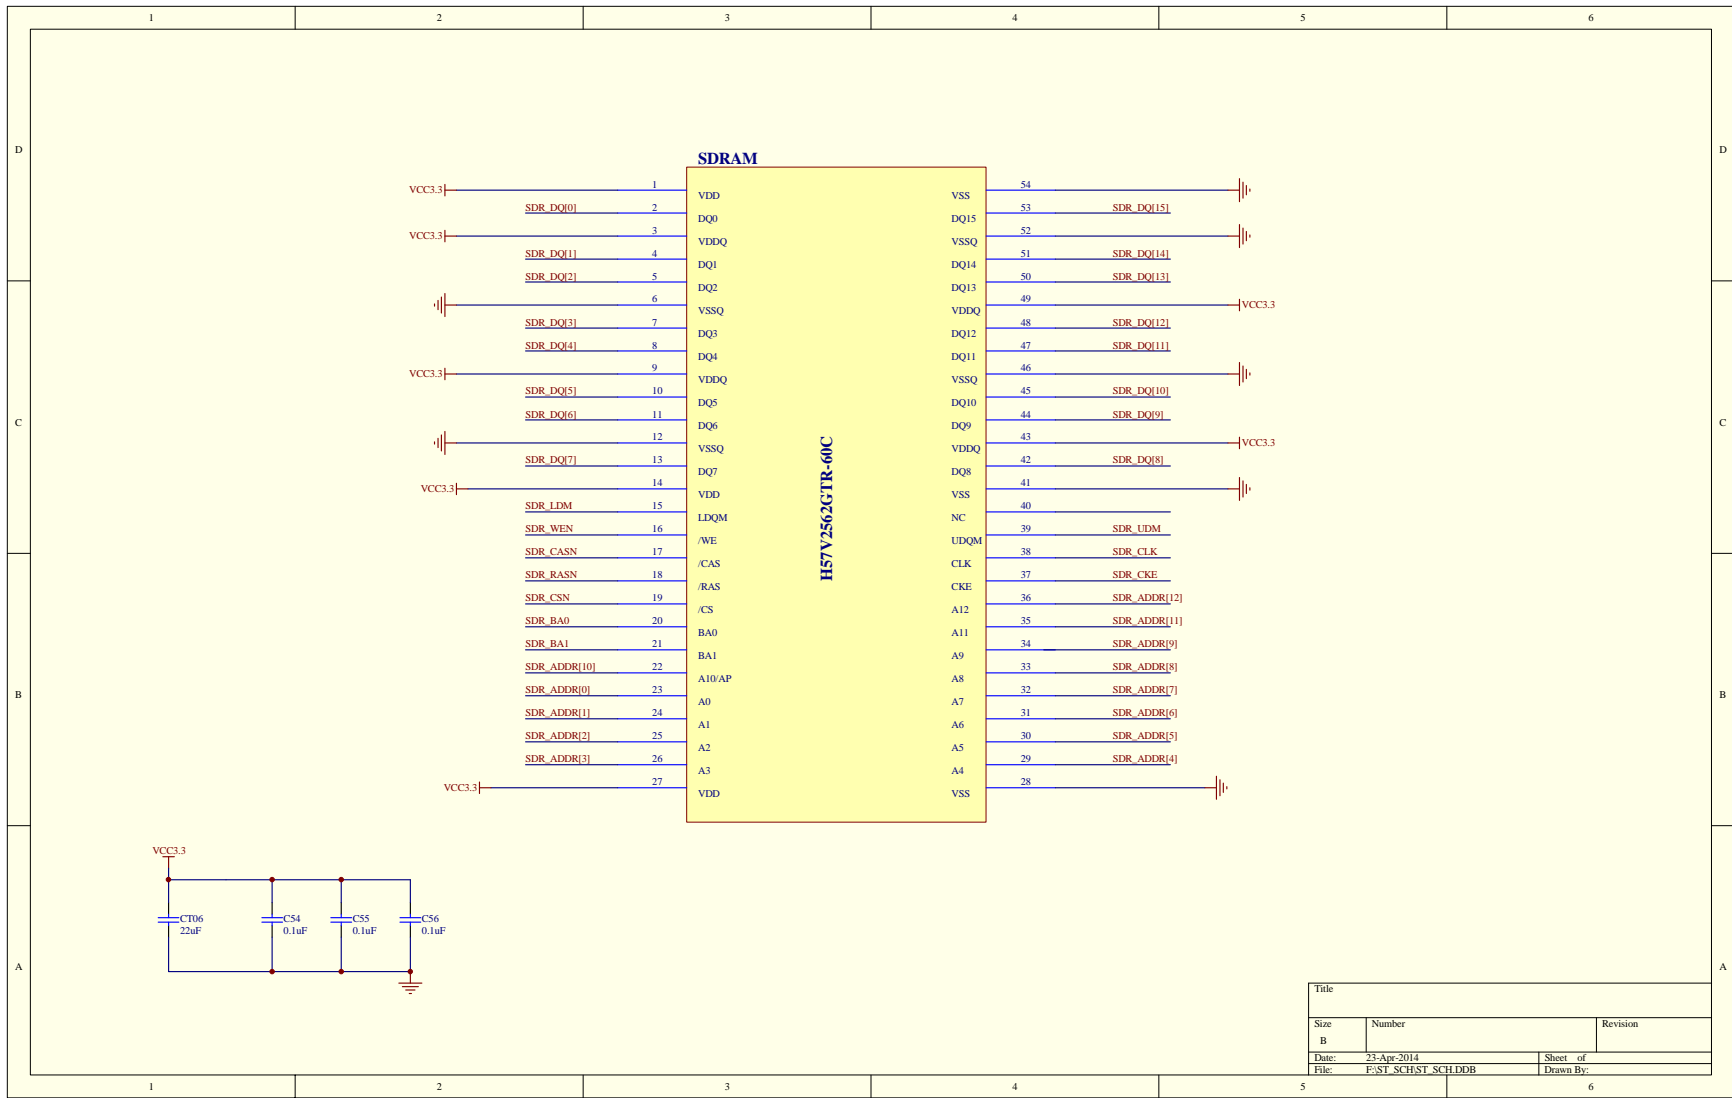 1 2 3 4 5 6
D D
SDRAM
VCC3.3 1 VDD VSS 54
SDR_DQ[0] 2 DQ0 DQ15 53 SDR_DQ[15]
VCC3.3 3 VDDQ VSSQ 52
SDR_DQ[1] 4 DQ1 DQ14 51 SDR_DQ[14]
SDR_DQ[2] 5 DQ2 DQ13 50 SDR_DQ[13]
6 VSSQ VDDQ 49 VCC3.3
SDR_DQ[3] 7 DQ3 DQ12 48 SDR_DQ[12]
SDR_DQ[4] 8 DQ4 DQ11 47 SDR_DQ[11]
VCC3.3 9 VDDQ VSSQ 46
SDR_DQ[5] 10 DQ5 DQ10 45 SDR_DQ[10]
SDR_DQ[6] 11 DQ6 DQ9 44 SDR_DQ[9]
C C
12 VSSQ VDDQ 43 VCC3.3
SDR_DQ[7] 13 DQ7 DQ8 42 SDR_DQ[8]
VCC3.3 14 VDD VSS 41
SDR_LDM 15 LDQM NC 40
H57V2562GTR-60C
SDR_WEN 16 /WE UDQM 39 SDR_UDM
SDR_CASN 17 /CAS CLK 38 SDR_CLK
SDR_RASN 18 /RAS CKE 37 SDR_CKE
SDR_CSN 19 /CS A12 36 SDR_ADDR[12]
SDR_BA0 20 BA0 A11 35 SDR_ADDR[11]
SDR_BA1 21 BA1 A9 34 SDR_ADDR[9]
SDR_ADDR[10] 22 A10/AP A8 33 SDR_ADDR[8]
SDR_ADDR[0] 23 A0 A7 32 SDR_ADDR[7]
B B
SDR_ADDR[1] 24 A1 A6 31 SDR_ADDR[6]
SDR_ADDR[2] 25 A2 A5 30 SDR_ADDR[5]
SDR_ADDR[3] 26 A3 A4 29 SDR_ADDR[4]
VCC3.3 27 VDD VSS 28
VCC3.3
CT06 C54 C55 C56
22uF 0.1uF 0.1uF 0.1uF
A A
Title
Size Number Revision
B
Date: 23-Apr-2014 Sheet of
File: F:\ST_SCH\ST_SCH.DDB Drawn By:
1 2 3 4 5 6